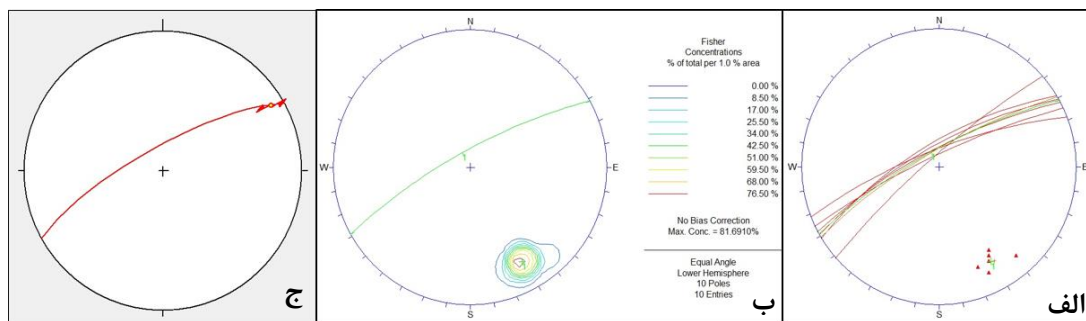 N
W
E
S
الف
N
W
E
S
Fisher
Concentrations
% of total per 1.0 % area
0.00 %
8.50 %
17.00 %
25.50 %
34.00 %
42.50 %
51.00 %
59.50 %
68.00 %
76.50 %
No Bias Correction
Max. Conc. = 81.6910%
Equal Angle
Lower Hemisphere
10 Poles
10 Entries
ب
ج